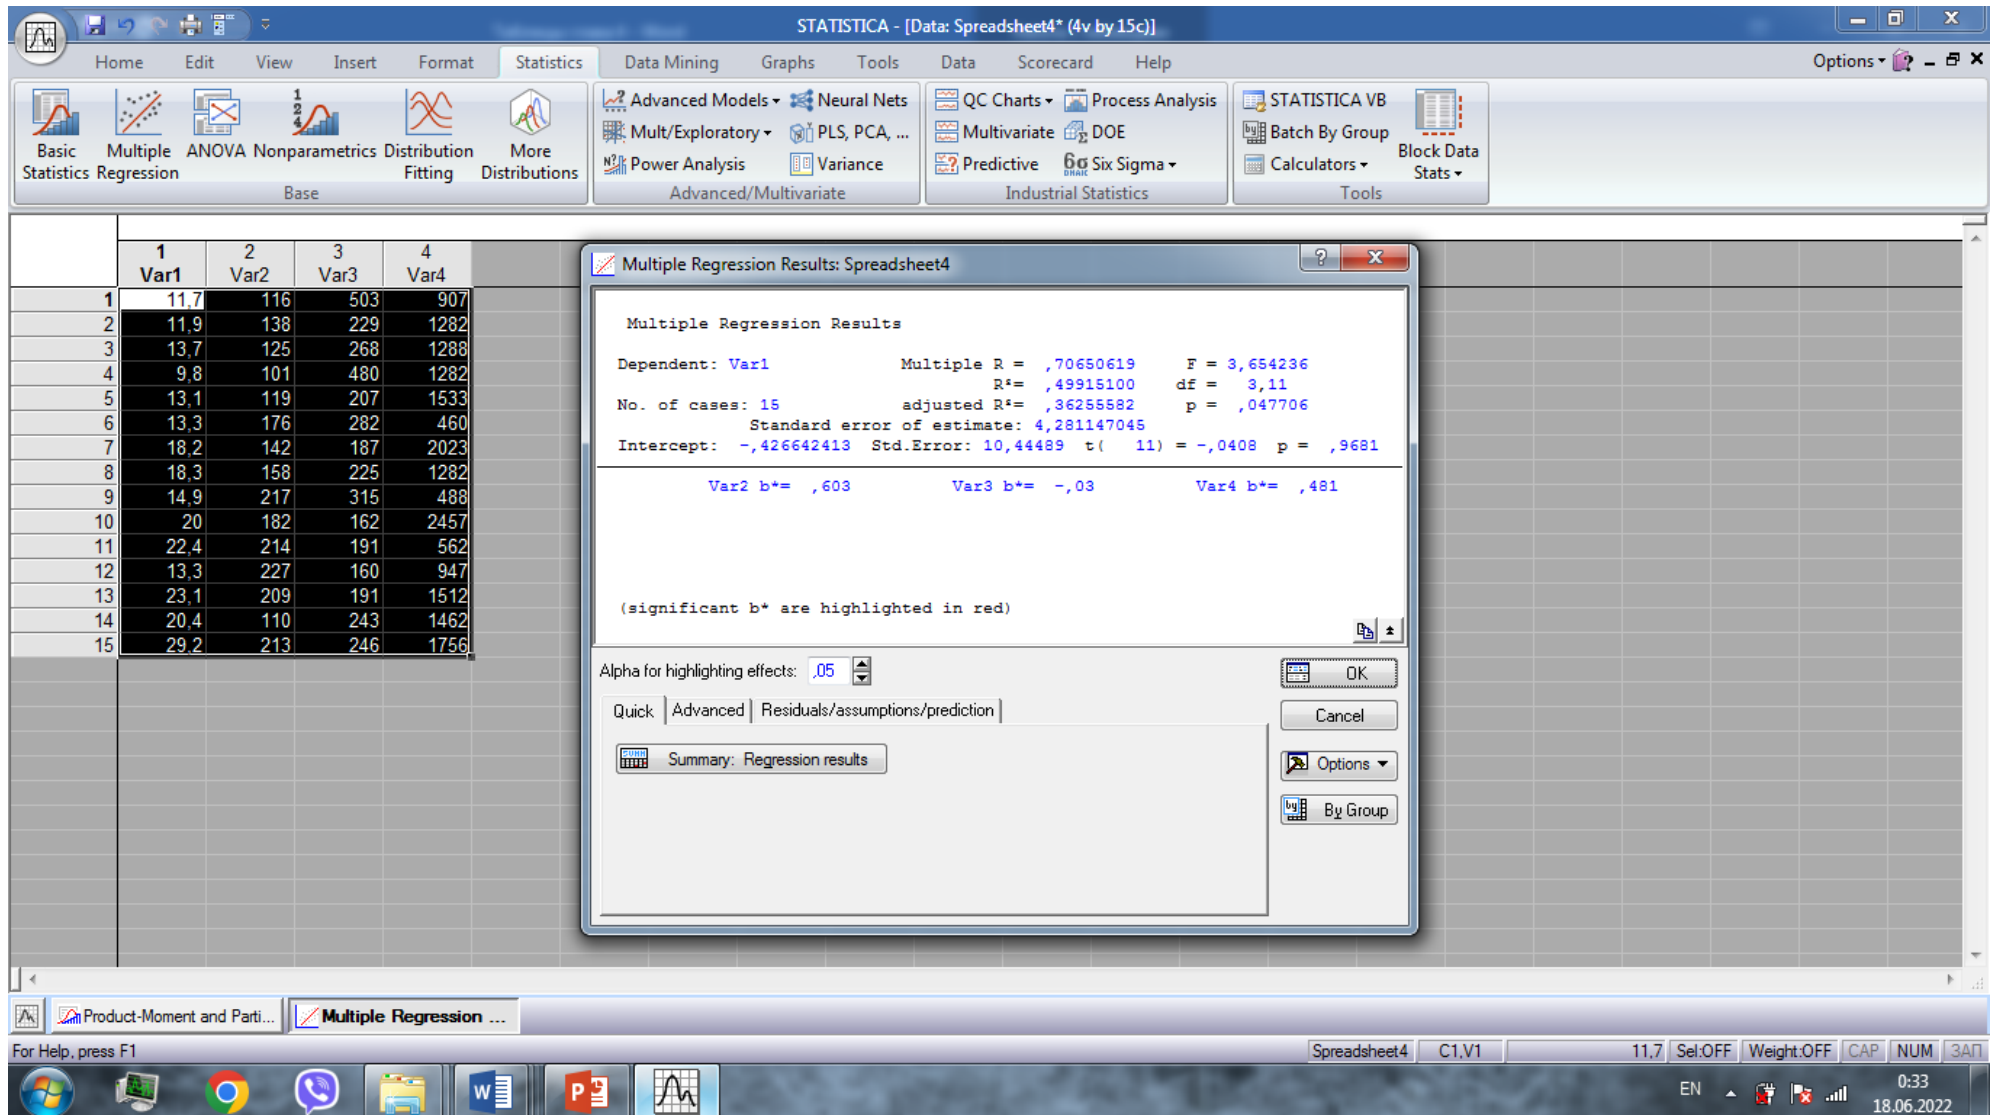 STATISTICA - [Data: Spreadsheet4* (4v by 15c)]
Home Edit View Insert Format Statistics Data Mining Graphs Tools Data Scorecard Help Options
Basic Statistics
Multiple Regression
ANOVA
Nonparametrics
Distribution Fitting
More Distributions
Base
Advanced Models
Neural Nets
Mult/Exploratory
PLS, PCA, ...
Power Analysis
Variance
Advanced/Multivariate
QC Charts
Process Analysis
Multivariate
DOE
Predictive
Six Sigma
Industrial Statistics
STATISTICA VB
Batch By Group
Calculators
Block Data Stats
Tools
1 2 3 4
Var1 Var2 Var3 Var4
1 11,7 116 503 907
2 11,9 138 229 1282
3 13,7 125 268 1288
4 9,8 101 480 1282
5 13,1 119 207 1533
6 13,3 176 282 460
7 18,2 142 187 2023
8 18,3 158 225 1282
9 14,9 217 315 488
10 20 182 162 2457
11 22,4 214 191 562
12 13,3 227 160 947
13 23,1 209 191 1512
14 20,4 110 243 1462
15 29,2 213 246 1756
Multiple Regression Results: Spreadsheet4
Multiple Regression Results
Dependent: Var1 Multiple R = ,70650619 F = 3,654236
R²= ,49915100 df = 3,11
No. of cases: 15 adjusted R²= ,36255582 p = ,047706
Standard error of estimate: 4,281147045
Intercept: -,426642413 Std.Error: 10,44489 t( 11) = -,0408 p = ,9681
Var2 b*= ,603 Var3 b*= -,03 Var4 b*= ,481
(significant b* are highlighted in red)
Alpha for highlighting effects: ,05
OK
Quick Advanced Residuals/assumptions/prediction
Cancel
Summary: Regression results
Options
By Group
Product-Moment and Parti... Multiple Regression ...
For Help, press F1 Spreadsheet4 C1,V1 11,7 Sel:OFF Weight:OFF CAP NUM ЗАП
EN 0:33
18.06.2022